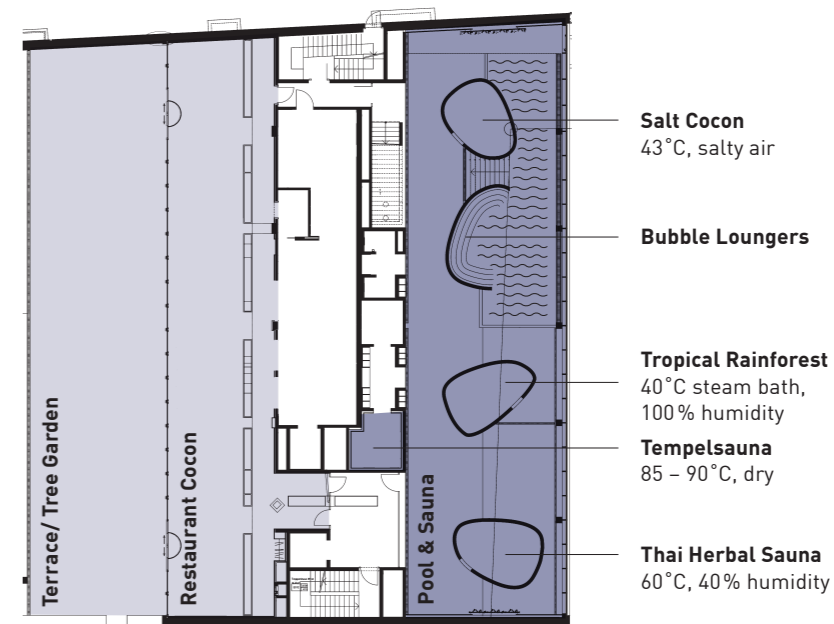 Salt Cocon
43°C, salty air
Bubble Loungers
Tropical Rainforest
40°C steam bath,
100% humidity
Tempelsauna
85 – 90°C, dry
Thai Herbal Sauna
60°C, 40% humidity
Terrace/ Tree Garden
Restaurant Cocon
Pool & Sauna